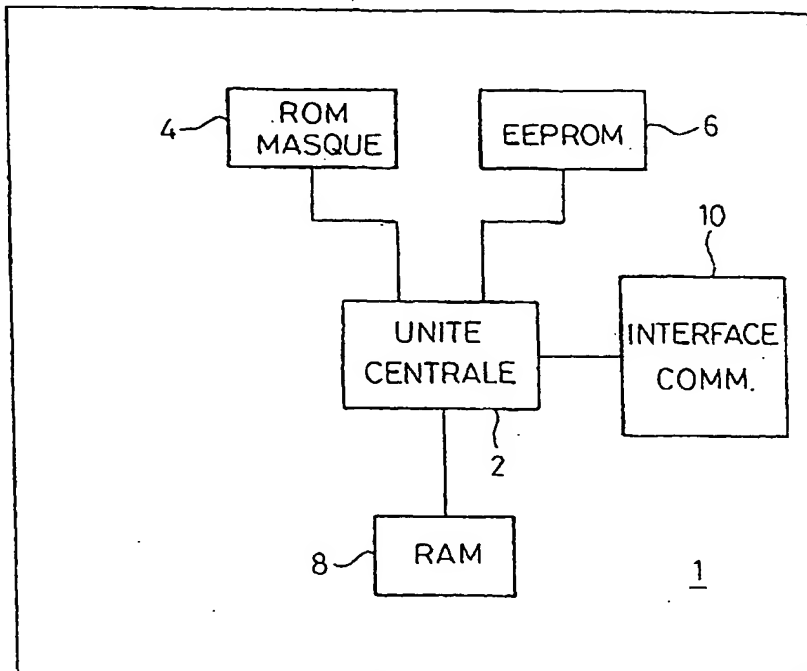 ROM
MASQUE
4
EEPROM
6
10
UNITE
CENTRALE
INTERFACE
COMM.
2
RAM
8
1